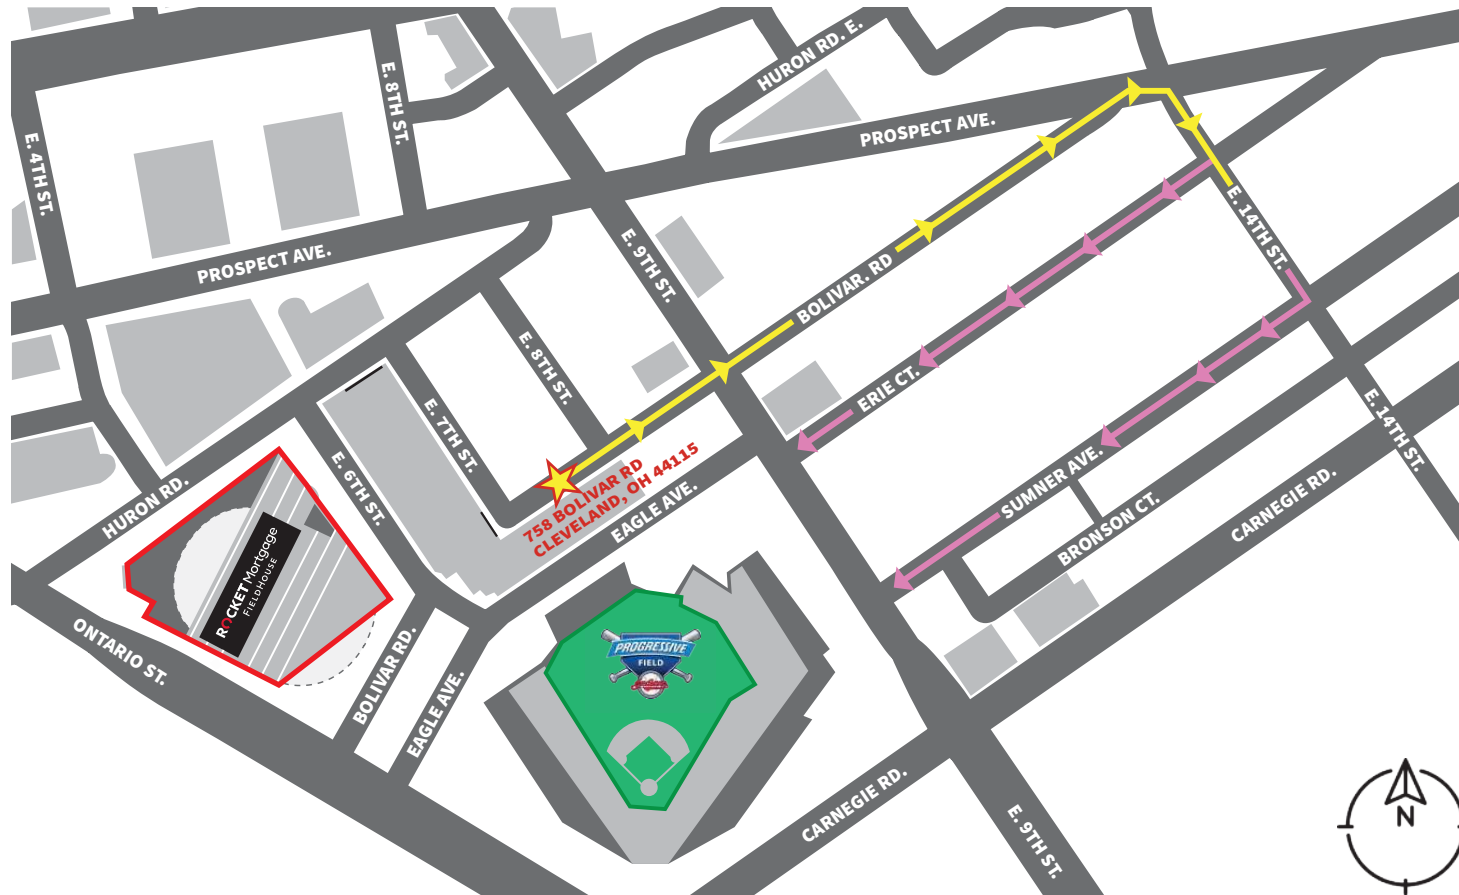 HURON RD. E.
E. 8TH ST.
E. 4TH ST.
PROSPECT AVE.
PROSPECT AVE.
E. 9TH ST.
E. 14TH ST.
BOLIVAR. RD
E. 8TH ST.
ERIE CT.
E. 7TH ST.
E. 14TH ST.
E. 6TH ST.
758 BOLIVAR RD
CLEVELAND, OH 44115
EAGLE AVE.
SUMNER AVE.
HURON RD.
BRONSON CT.
CARNEGIE RD.
ROCKET Mortgage
FIELDHOUSE
ONTARIO ST.
BOLIVAR RD.
EAGLE AVE.
PROGRESSIVE
FIELD
CARNEGIE RD.
E. 9TH ST.
N